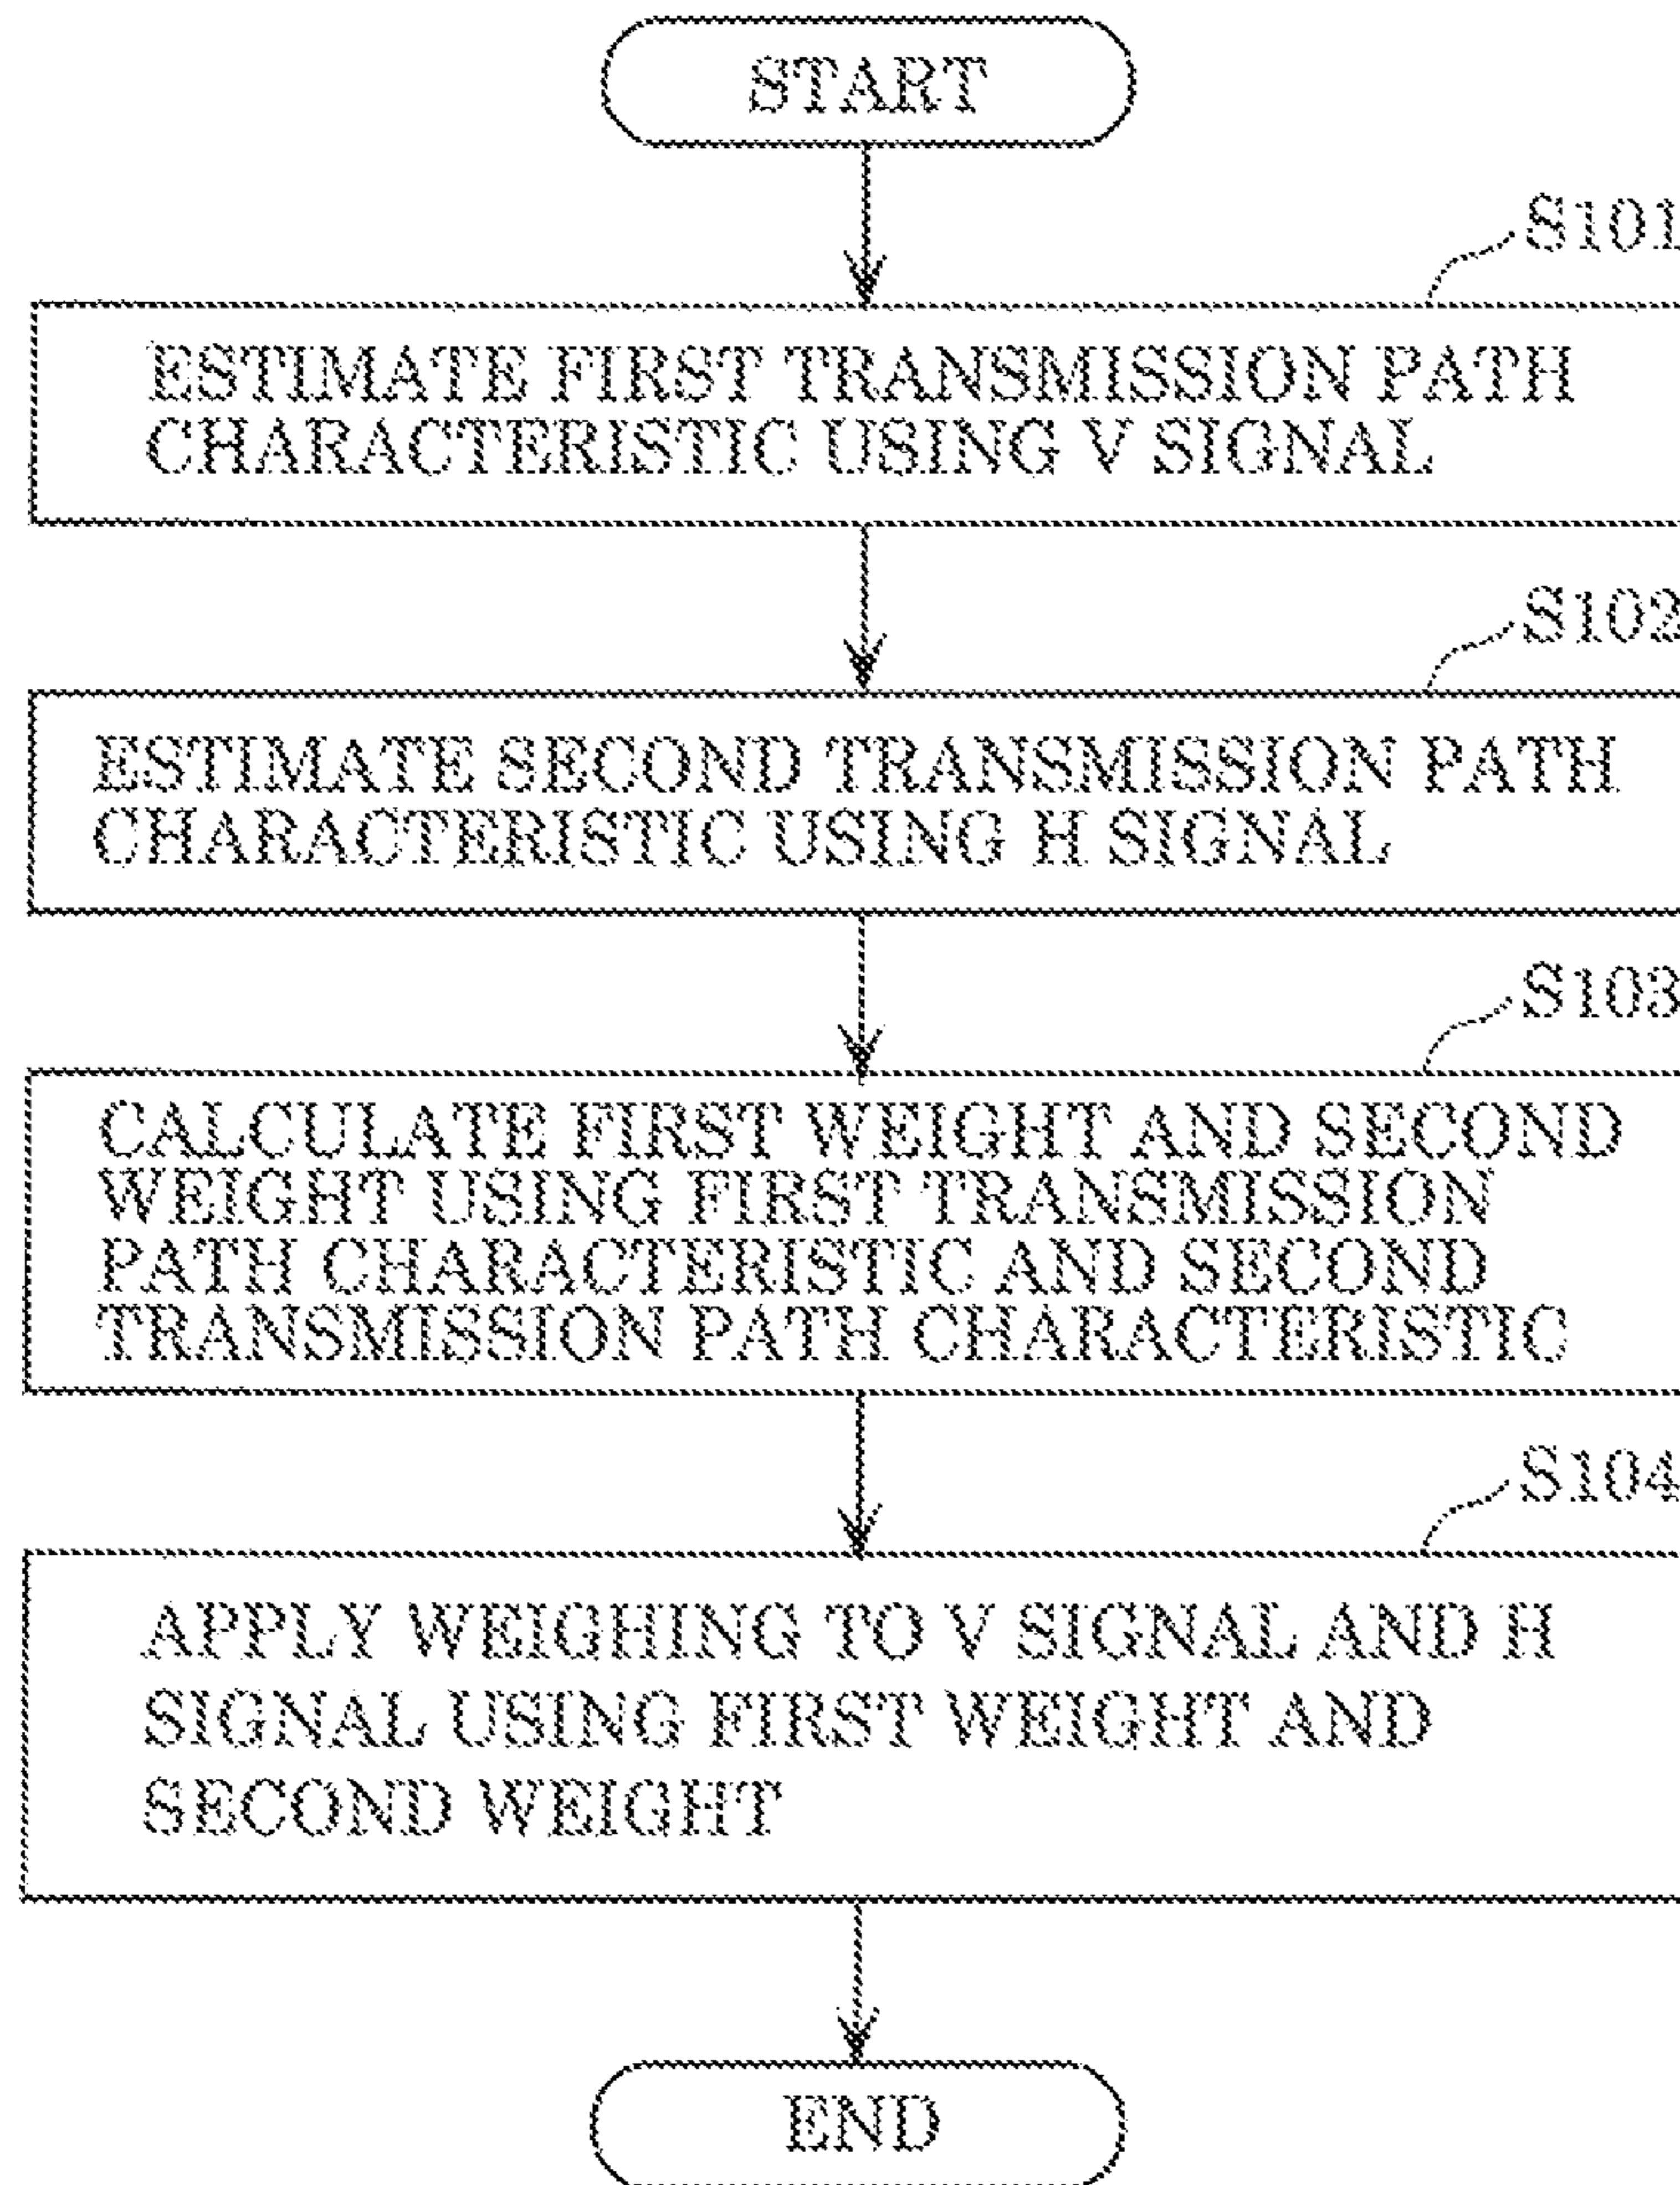 START
S101
ESTIMATE FIRST TRANSMISSION PATH
CHARACTERISTIC USING V SIGNAL
S102
ESTIMATE SECOND TRANSMISSION PATH
CHARACTERISTIC USING H SIGNAL
S103
CALCULATE FIRST WEIGHT AND SECOND
WEIGHT USING FIRST TRANSMISSION
PATH CHARACTERISTIC AND SECOND
TRANSMISSION PATH CHARACTERISTIC
S104
APPLY WEIGHING TO V SIGNAL AND H
SIGNAL USING FIRST WEIGHT AND
SECOND WEIGHT
END